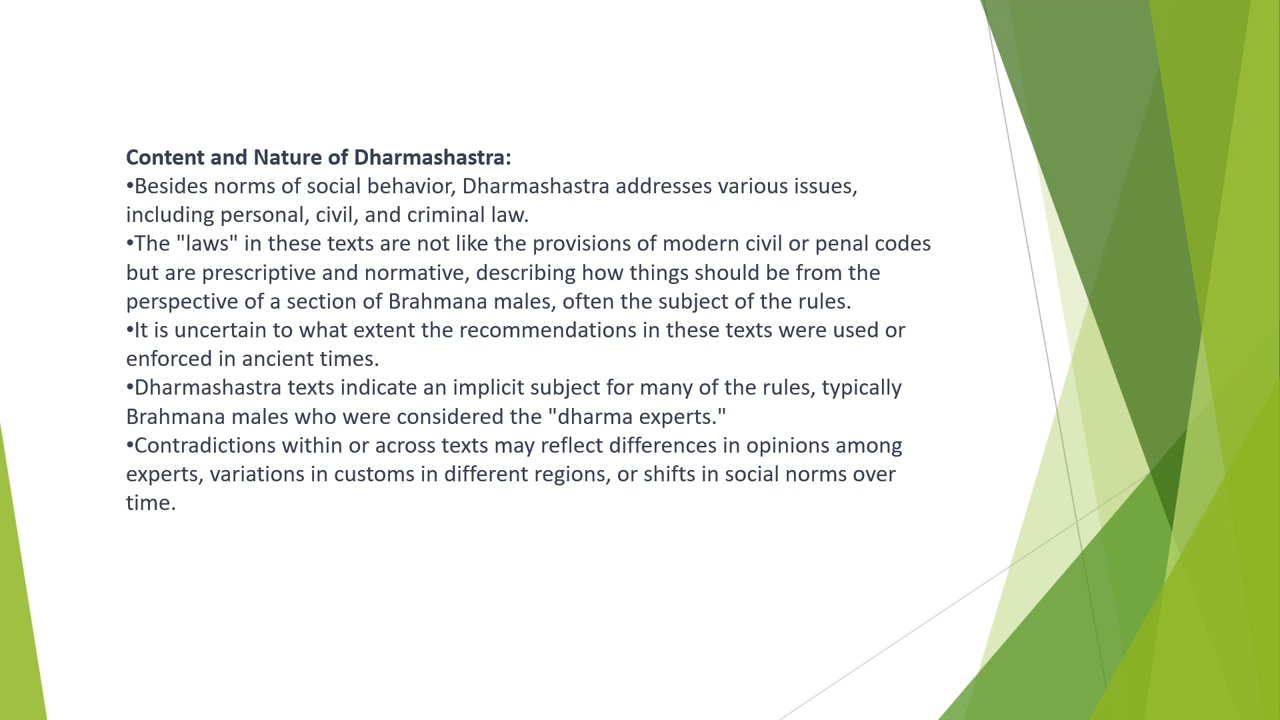 Content and Nature of Dharmashastra:
•Besides norms of social behavior, Dharmashastra addresses various issues,
including personal, civil, and criminal law.
•The "laws" in these texts are not like the provisions of modern civil or penal codes
but are prescriptive and normative, describing how things should be from the
perspective of a section of Brahmana males, often the subject of the rules.
•It is uncertain to what extent the recommendations in these texts were used or
enforced in ancient times.
•Dharmashastra texts indicate an implicit subject for many of the rules, typically
Brahmana males who were considered the "dharma experts."
•Contradictions within or across texts may reflect differences in opinions among
experts, variations in customs in different regions, or shifts in social norms over
time.